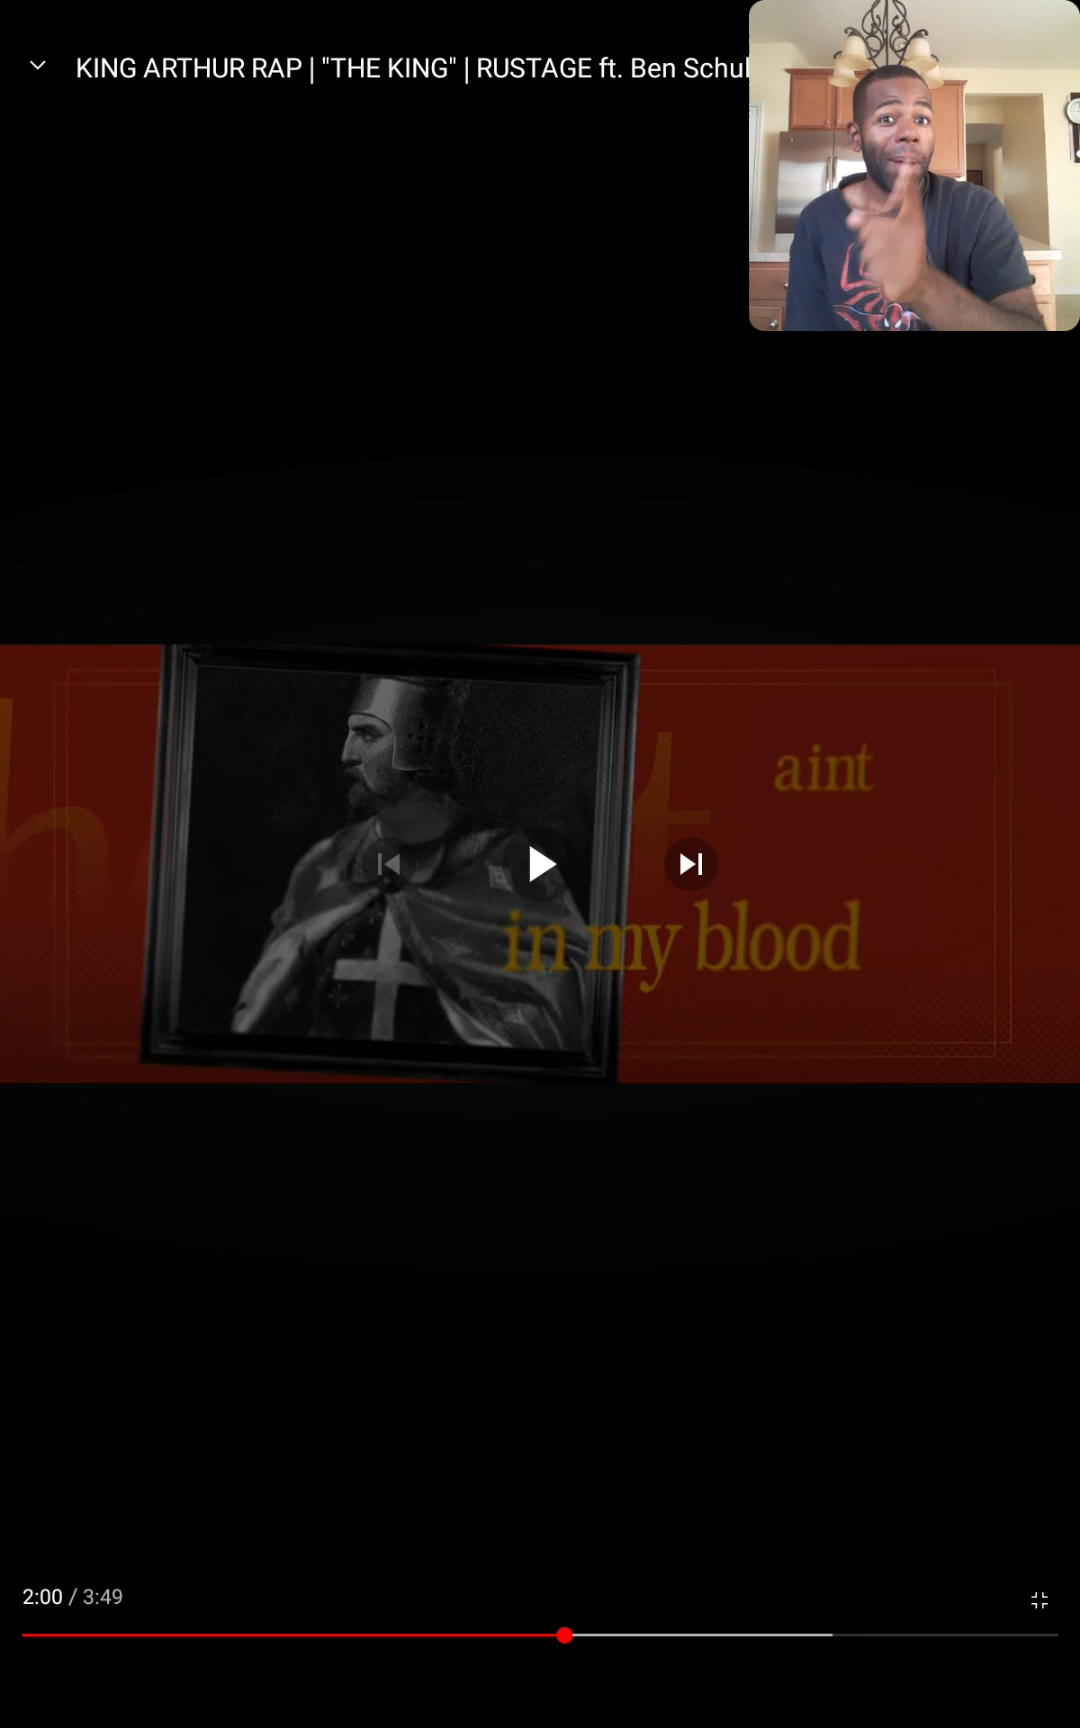 KING ARTHUR RAP | "THE KING" | RUSTAGE ft. Ben Schul
aint
in my blood
2:00 / 3:49